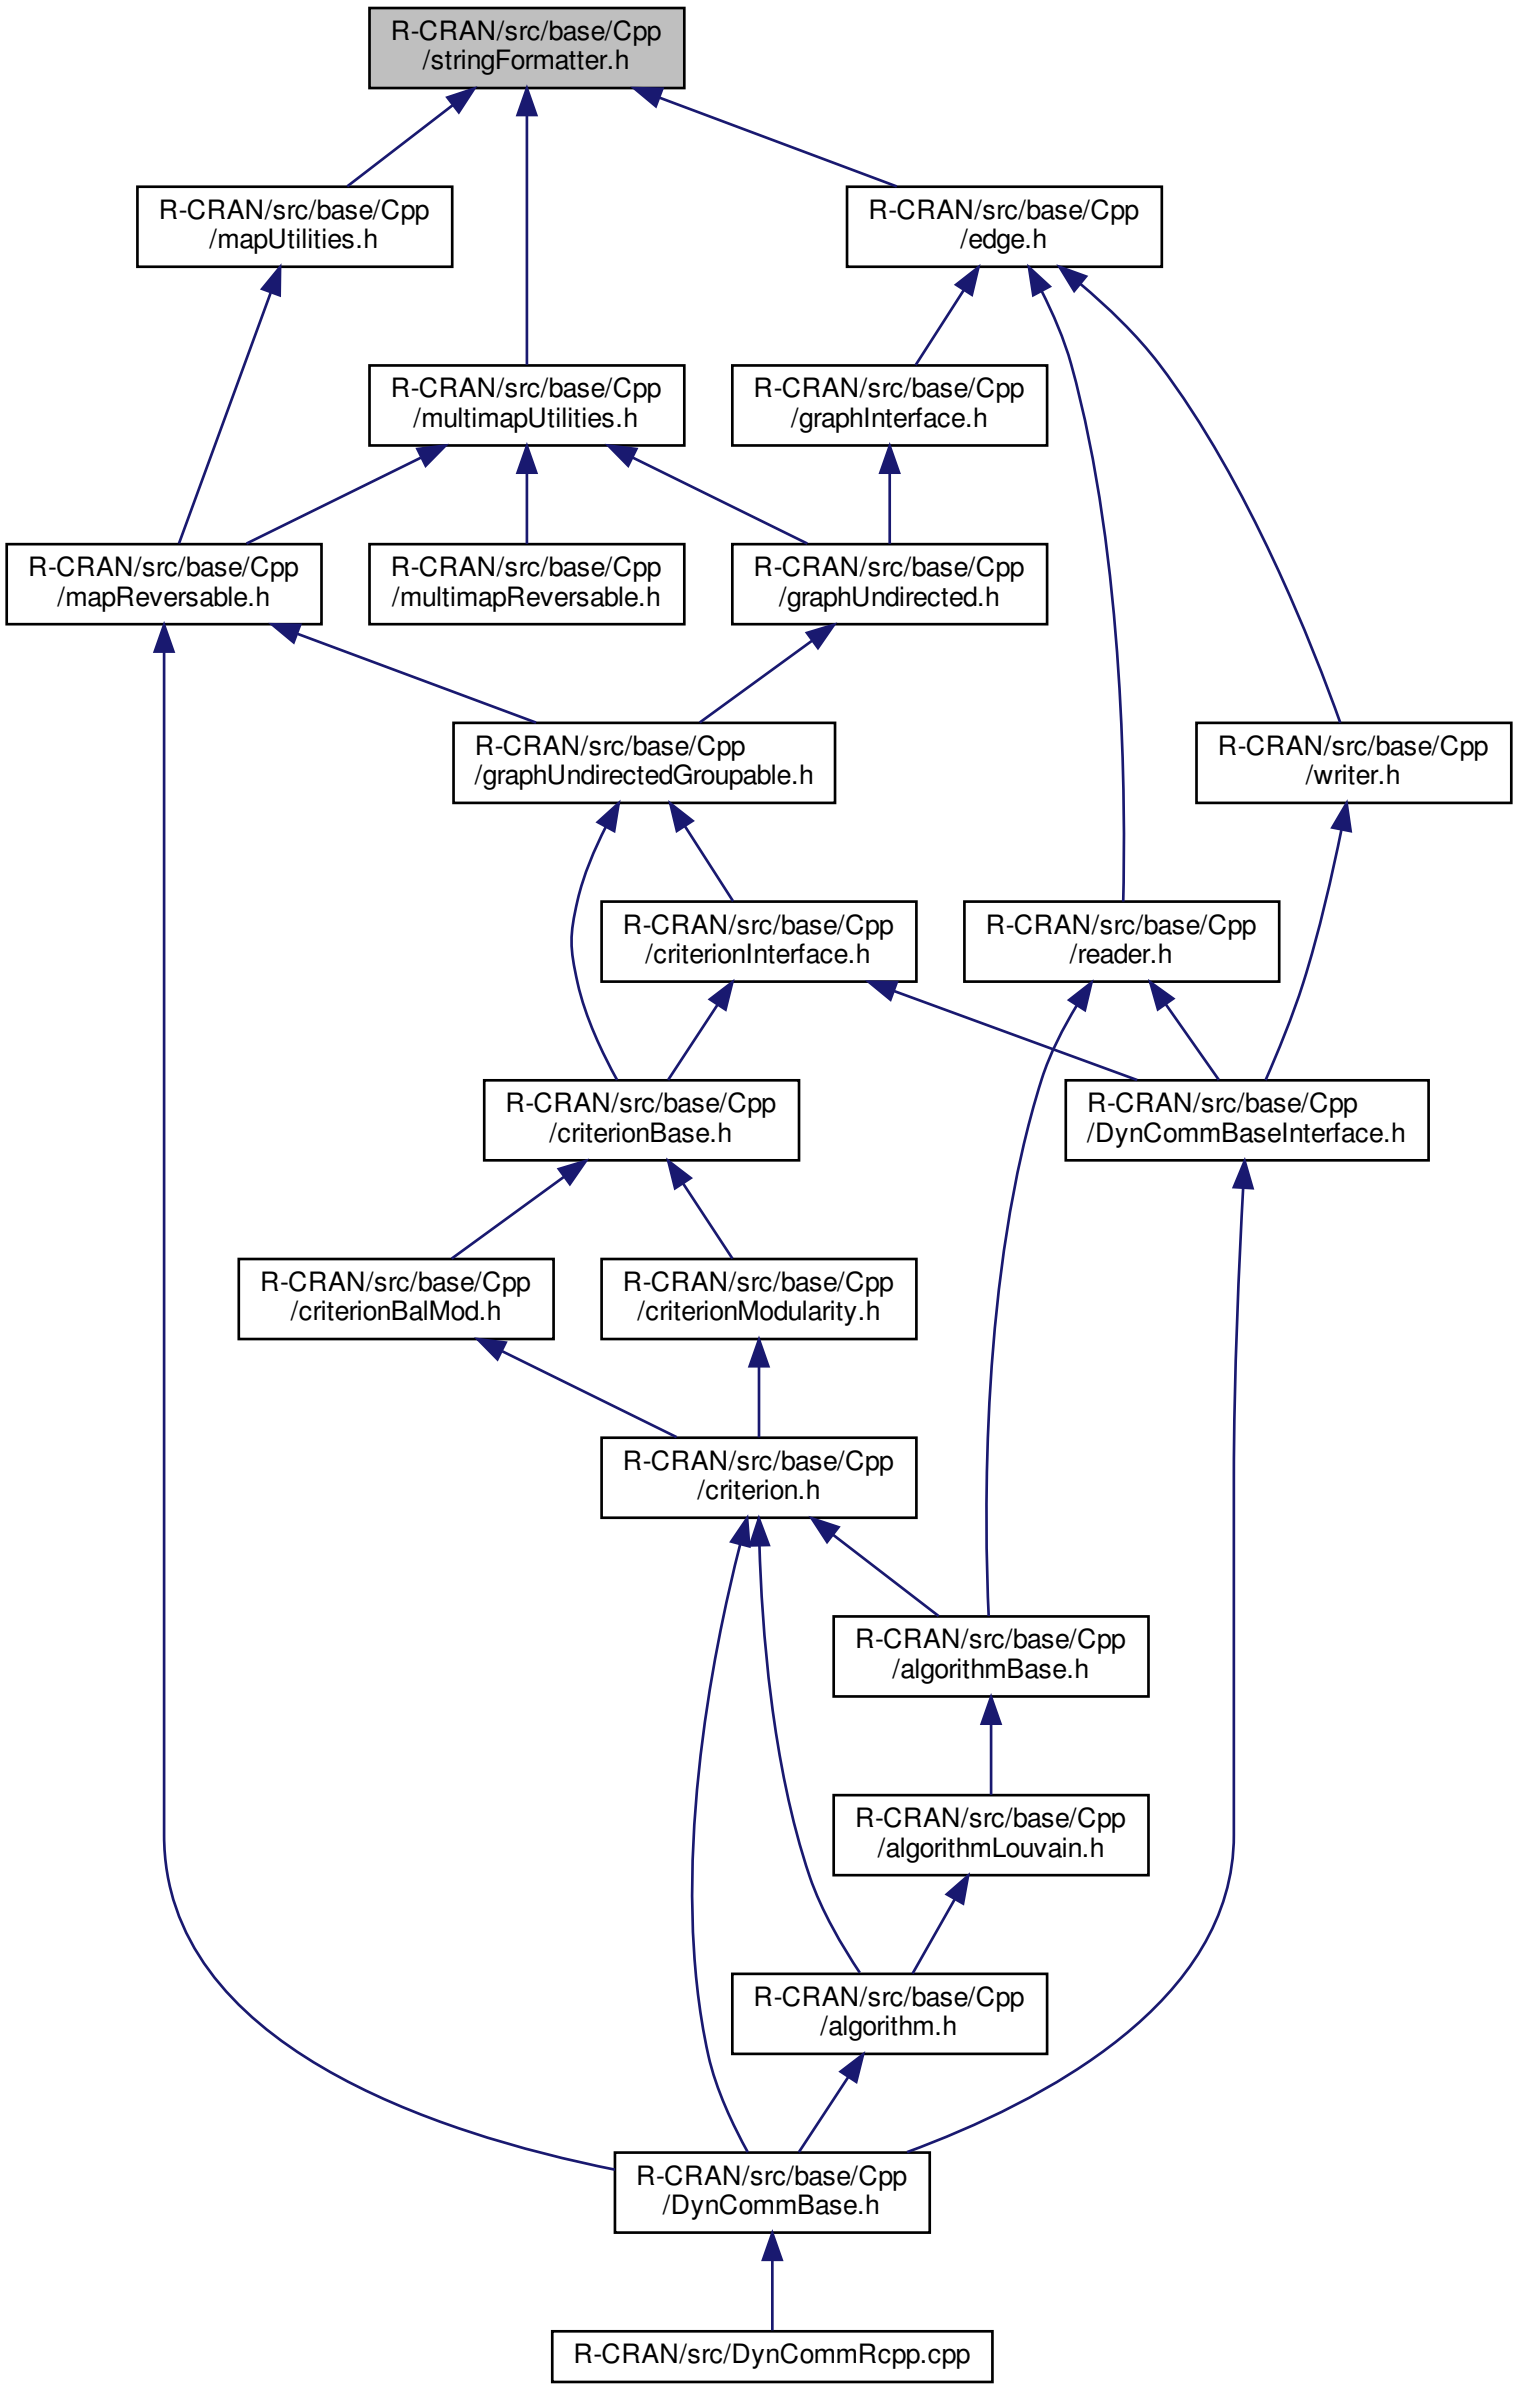 R-CRAN/src/base/Cpp
/stringFormatter.h
R-CRAN/src/base/Cpp
/mapUtilities.h
R-CRAN/src/base/Cpp
/edge.h
R-CRAN/src/base/Cpp
/multimapUtilities.h
R-CRAN/src/base/Cpp
/graphInterface.h
R-CRAN/src/base/Cpp
/mapReversable.h
R-CRAN/src/base/Cpp
/multimapReversable.h
R-CRAN/src/base/Cpp
/graphUndirected.h
R-CRAN/src/base/Cpp
/graphUndirectedGroupable.h
R-CRAN/src/base/Cpp
/writer.h
R-CRAN/src/base/Cpp
/criterionInterface.h
R-CRAN/src/base/Cpp
/reader.h
R-CRAN/src/base/Cpp
/criterionBase.h
R-CRAN/src/base/Cpp
/DynCommBaseInterface.h
R-CRAN/src/base/Cpp
/criterionBalMod.h
R-CRAN/src/base/Cpp
/criterionModularity.h
R-CRAN/src/base/Cpp
/criterion.h
R-CRAN/src/base/Cpp
/algorithmBase.h
R-CRAN/src/base/Cpp
/algorithmLouvain.h
R-CRAN/src/base/Cpp
/algorithm.h
R-CRAN/src/base/Cpp
/DynCommBase.h
R-CRAN/src/DynCommRcpp.cpp